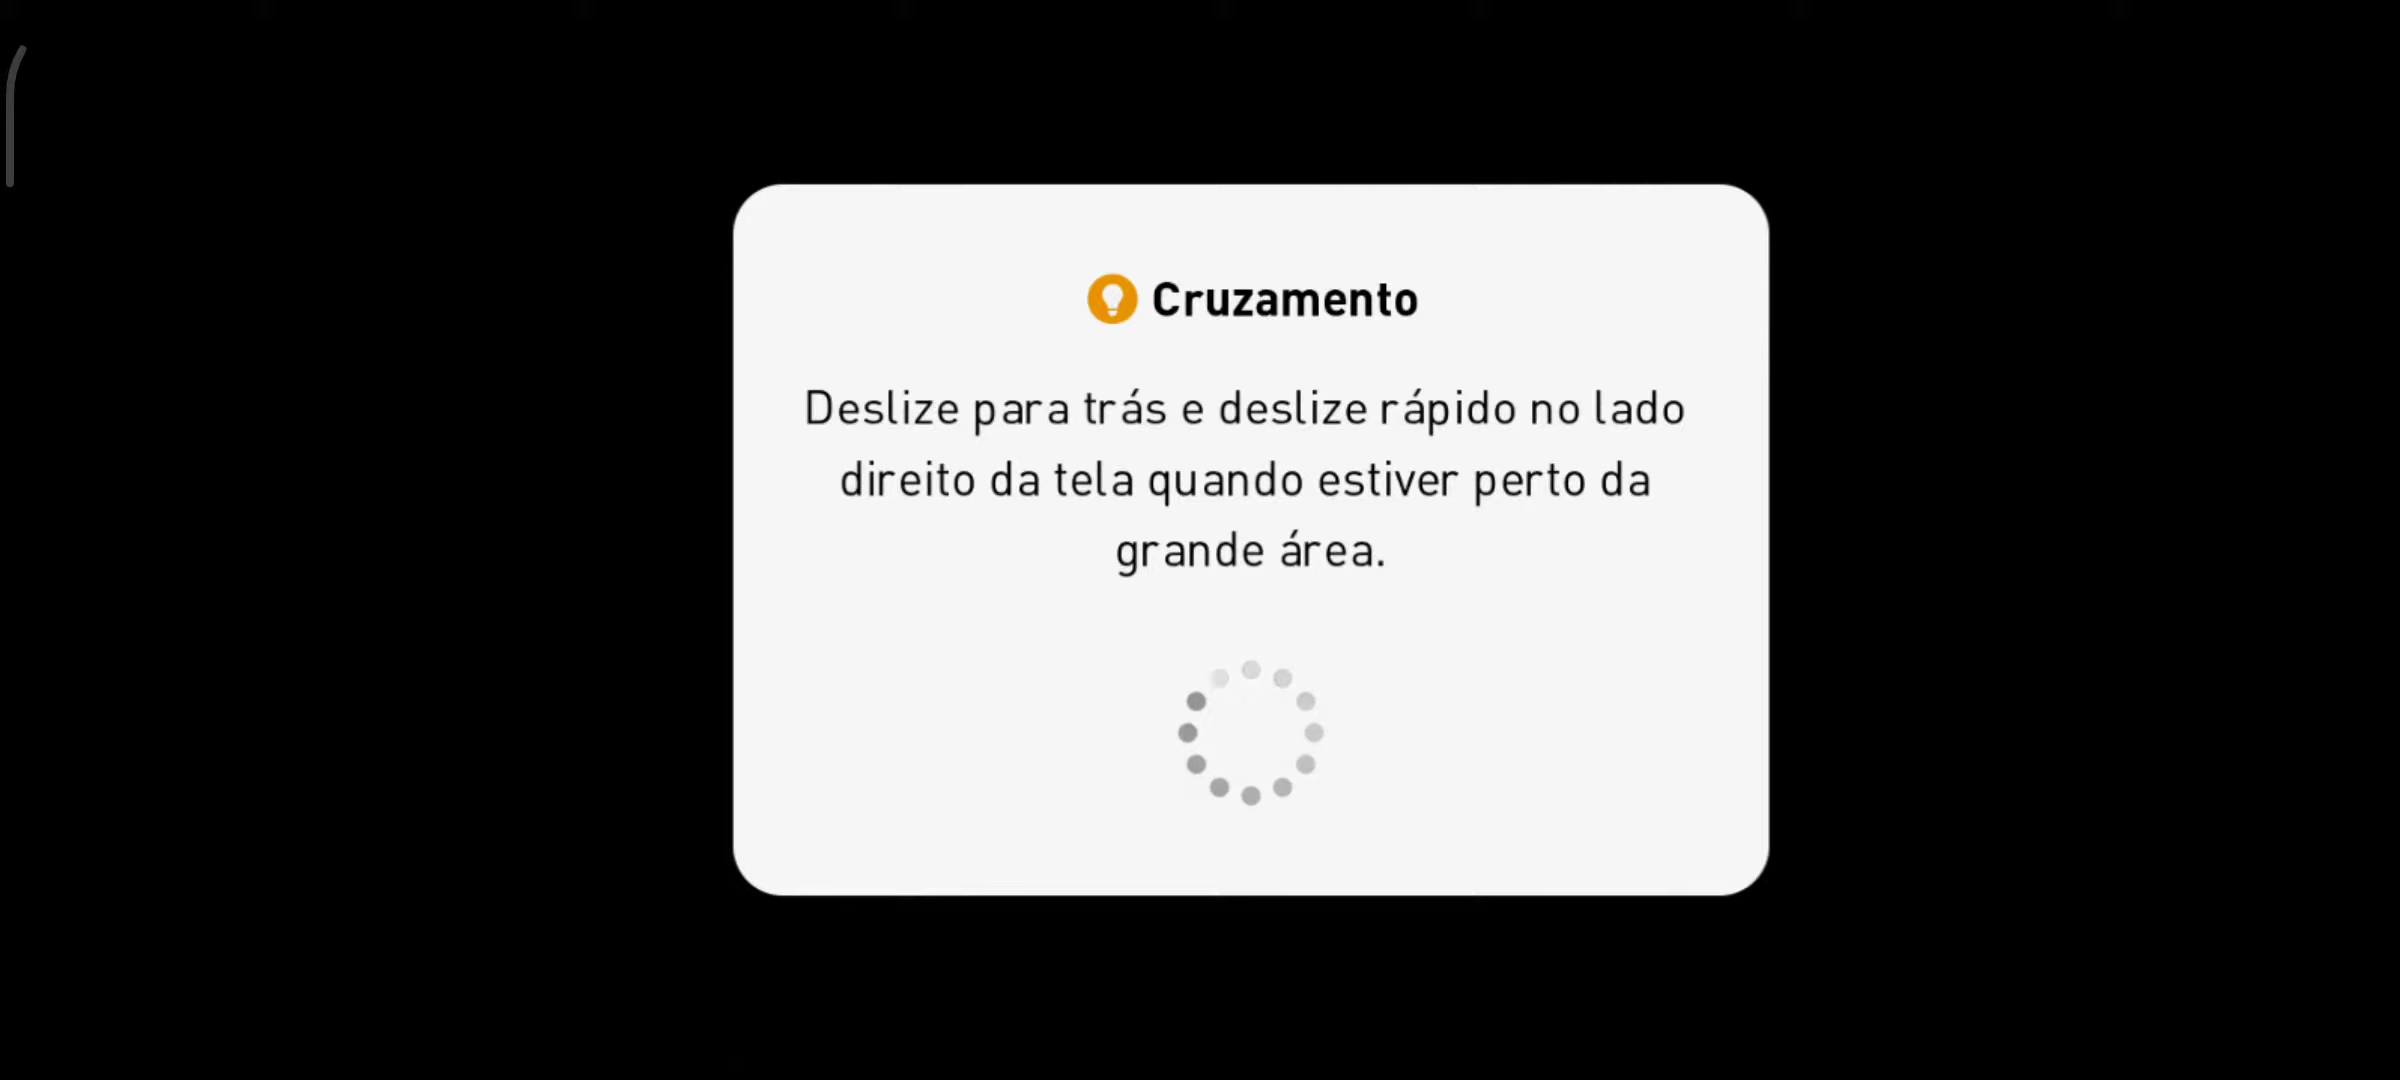 Cruzamento
Deslize para trás e deslize rápido no lado
direito da tela quando estiver perto da
grande área.